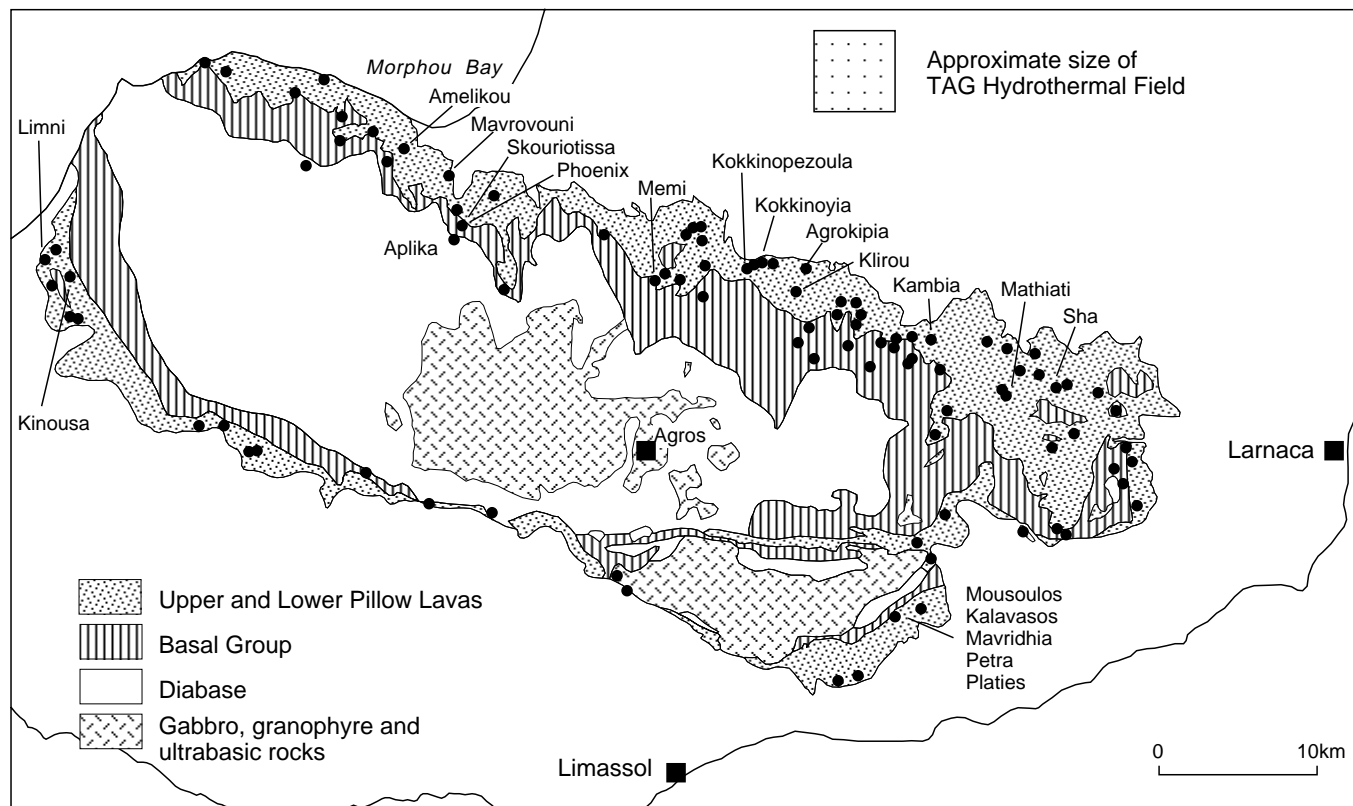 Morphou Bay
Amelikou
Mavrovouni
Skouriotissa
Phoenix
Limni
Aplika
Kinousa
Approximate size of
TAG Hydrothermal Field
Memi
Kokkinopezoula
Kokkinoyia
Agrokipia
Klirou
Kambia
Mathiati
Sha
Agros
Larnaca
Upper and Lower Pillow Lavas
Basal Group
Diabase
Gabbro, granophyre and
ultrabasic rocks
Mousoulos
Kalavasos
Mavridhia
Petra
Platies
Limassol
0 10km